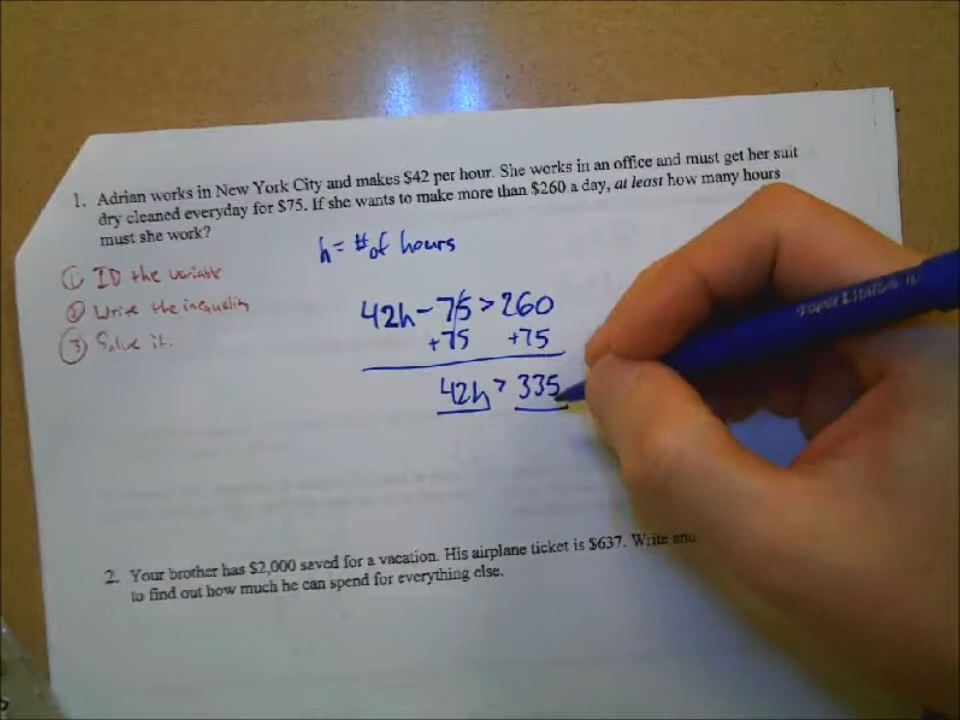 1. Adrian works in New York City and makes $42 per hour. She works in an office and must get her suit
dry cleaned everyday for $75. If she wants to make more than $260 a day, at least how many hours
must she work?
h = # of hours
① ID the variable
② Write the inequality
③ Solve it.
42h - 75 > 260
+75 +75
42h > 335
2. Your brother has $2,000 saved for a vacation. His airplane ticket is $637. Write and
to find out how much he can spend for everything else.